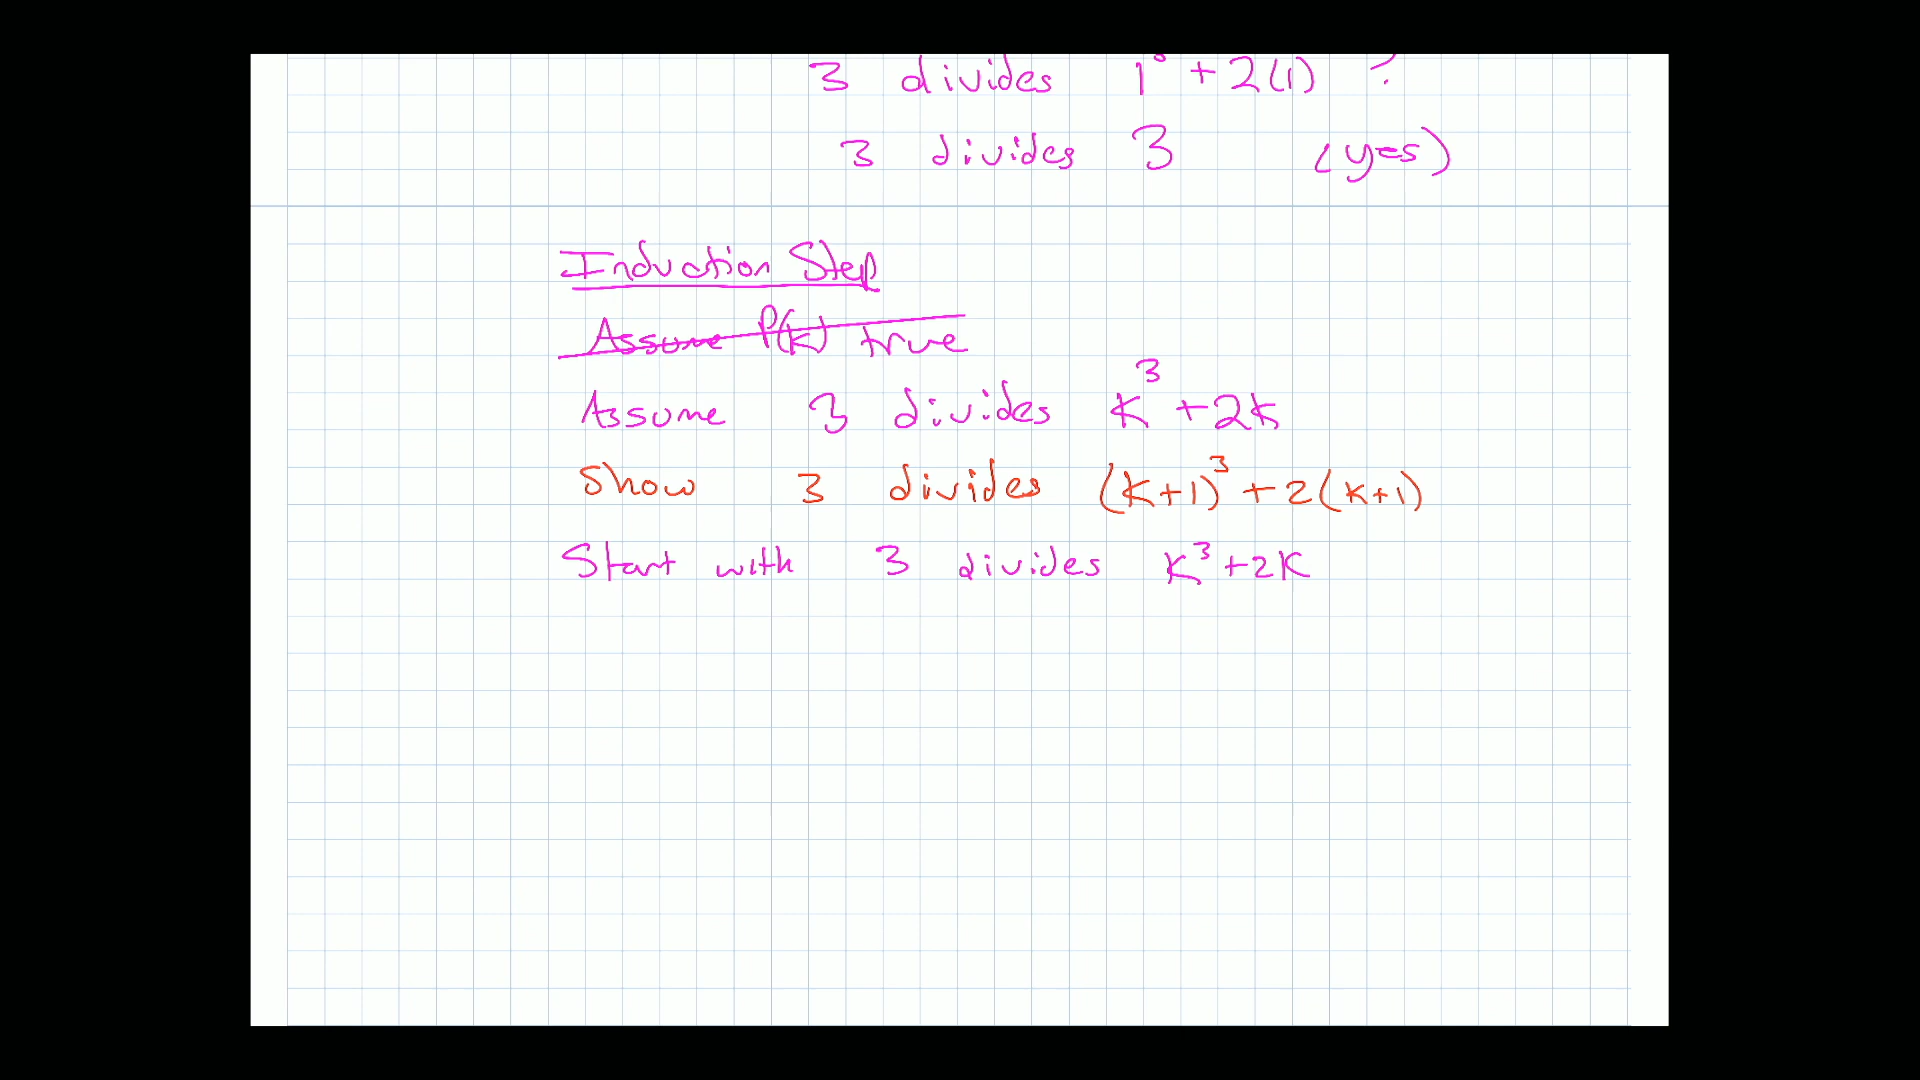 3 divides 1³ + 2(1) ?
3 divides 3 (yes)
Induction Step
Assume P(k) true
Assume 3 divides k³ + 2k
Show 3 divides (k+1)³ + 2(k+1)
Start with 3 divides k³ + 2k